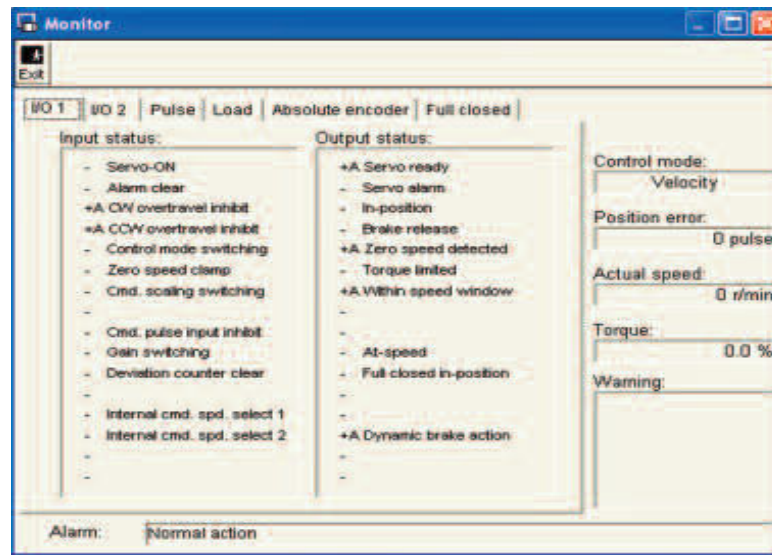 Monitor
Exit
I/O 1 I/O 2 Pulse Load Absolute encoder Full closed
Input status:
- Servo-ON
- Alarm clear
+A CW overtravel inhibit
+A CCW overtravel inhibit
- Control mode switching
- Zero speed clamp
- Cmd. scaling switching
-
- Cmd. pulse input inhibit
- Gain switching
- Deviation counter clear
-
- Internal cmd. spd. select 1
- Internal cmd. spd. select 2
-
-
Output status:
+A Servo ready
- Servo alarm
- In-position
- Brake release
+A Zero speed detected
- Torque limited
+A Within speed window
-
-
- At-speed
- Full closed in-position
-
-
+A Dynamic brake action
-
-
Control mode:
Velocity
Position error:
0 pulse
Actual speed:
0 r/min
Torque:
0.0 %
Warning:
Alarm: Normal action